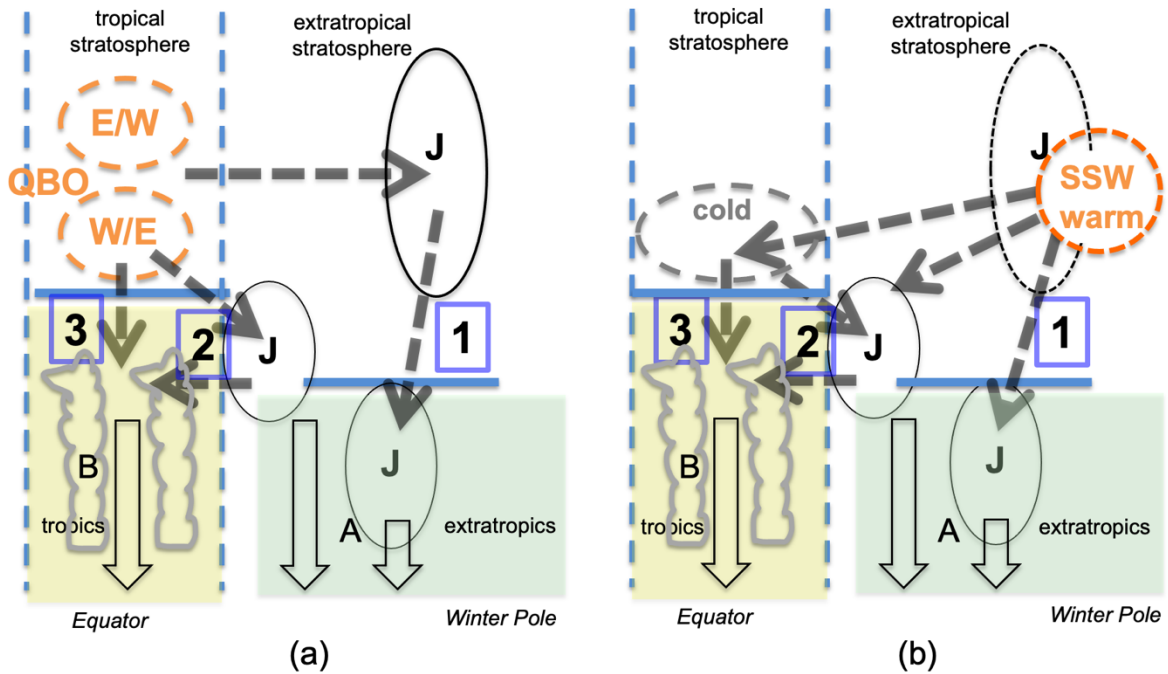 tropical
stratosphere
extratropical
stratosphere
E/W
QBO
W/E
J
3
2
J
1
J
B
A
tropics
extratropics
Equator
Winter Pole
(a)
tropical
stratosphere
extratropical
stratosphere
J
SSW
warm
cold
3
2
J
1
J
B
A
tropics
extratropics
Equator
Winter Pole
(b)